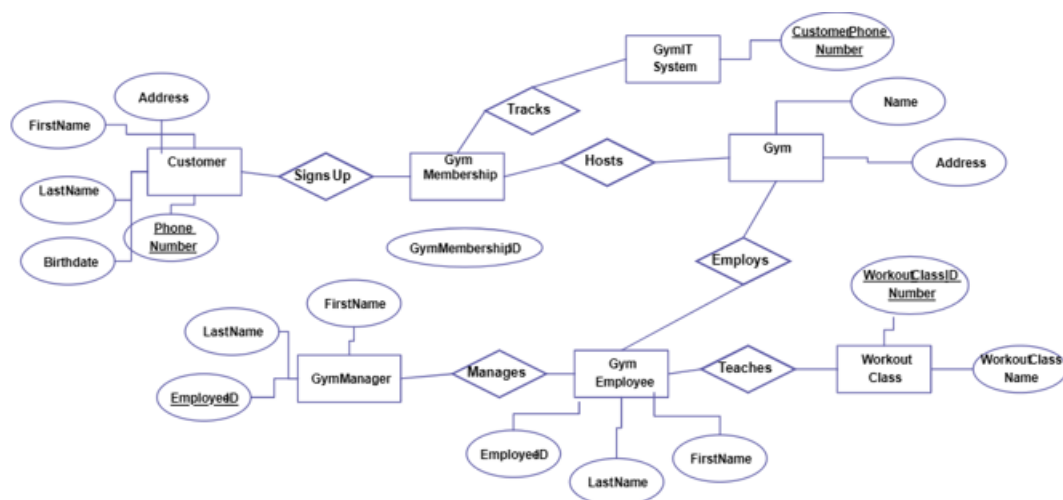 CustomerPhone
Number
GymIT
System
Address
Name
FirstName
Tracks
Customer
Gym
Membership
Hosts
Gym
Address
Signs Up
LastName
Phone
Number
GymMembershipID
Birthdate
Employs
WorkoutClassID
Number
FirstName
LastName
GymManager
Manages
Gym
Employee
Teaches
Workout
Class
WorkoutClass
Name
EmployeeID
EmployeeID
FirstName
LastName